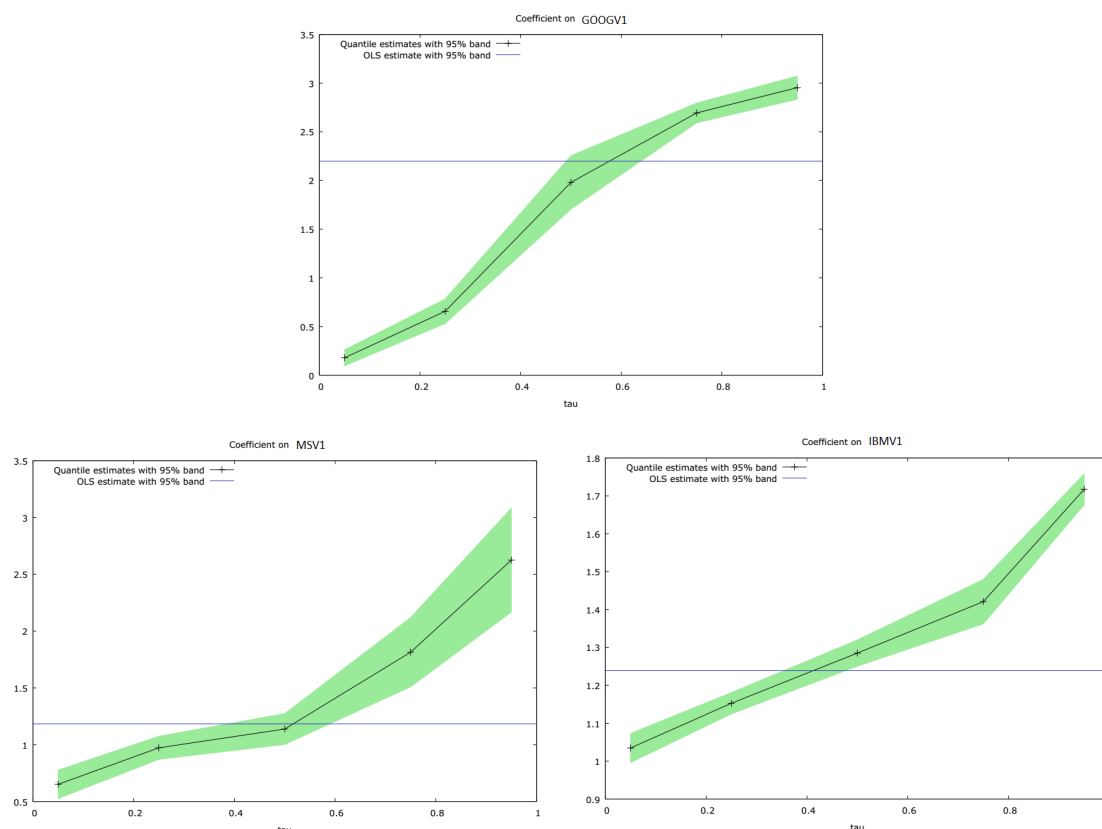 Coefficient on GOOGV1
3.5
Quantile estimates with 95% band
OLS estimate with 95% band
3
2.5
2
1.5
1
0.5
0
0 0.2 0.4 0.6 0.8 1
tau
Coefficient on MSV1
3.5
Quantile estimates with 95% band
OLS estimate with 95% band
3
2.5
2
1.5
1
0.5
0 0.2 0.4 0.6 0.8 1
tau
Coefficient on IBMV1
1.8
Quantile estimates with 95% band
OLS estimate with 95% band
1.7
1.6
1.5
1.4
1.3
1.2
1.1
1
0.9
0 0.2 0.4 0.6 0.8
tau